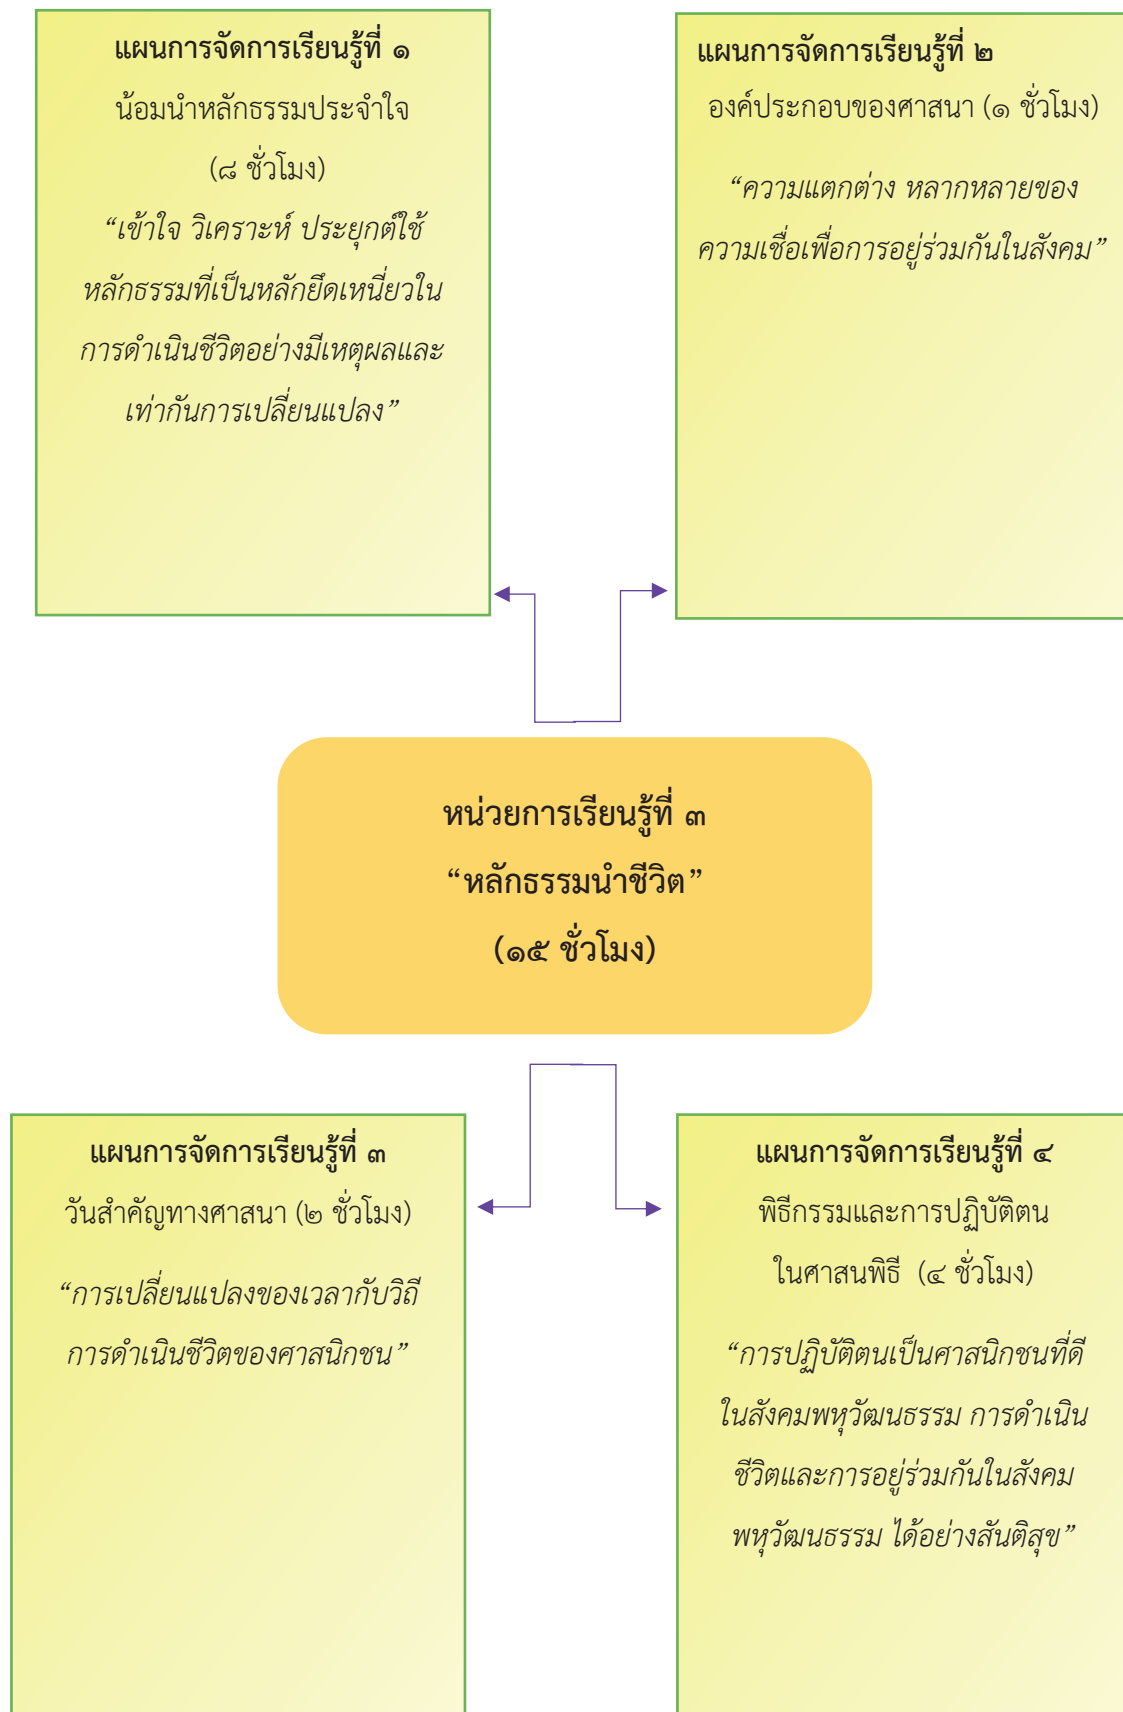 แผนการจัดการเรียนรู้ที่ ๑
น้อมนำหลักธรรมประจำใจ
(๘ ชั่วโมง)
“เข้าใจ วิเคราะห์ ประยุกต์ใช้
หลักธรรมที่เป็นหลักยึดเหนี่ยวใน
การดำเนินชีวิตอย่างมีเหตุผลและ
เท่ากันการเปลี่ยนแปลง”
แผนการจัดการเรียนรู้ที่ ๒
องค์ประกอบของศาสนา (๑ ชั่วโมง)
“ความแตกต่าง หลากหลายของ
ความเชื่อเพื่อการอยู่ร่วมกันในสังคม”
หน่วยการเรียนรู้ที่ ๓
“หลักธรรมนำชีวิต”
(๑๕ ชั่วโมง)
แผนการจัดการเรียนรู้ที่ ๓
วันสำคัญทางศาสนา (๒ ชั่วโมง)
“การเปลี่ยนแปลงของเวลากับวิถี
การดำเนินชีวิตของศาสนิกชน”
แผนการจัดการเรียนรู้ที่ ๔
พิธีกรรมและการปฏิบัติตน
ในศาสนพิธี (๔ ชั่วโมง)
“การปฏิบัติตนเป็นศาสนิกชนที่ดี
ในสังคมพหุวัฒนธรรม การดำเนิน
ชีวิตและการอยู่ร่วมกันในสังคม
พหุวัฒนธรรม ได้อย่างสันติสุข”